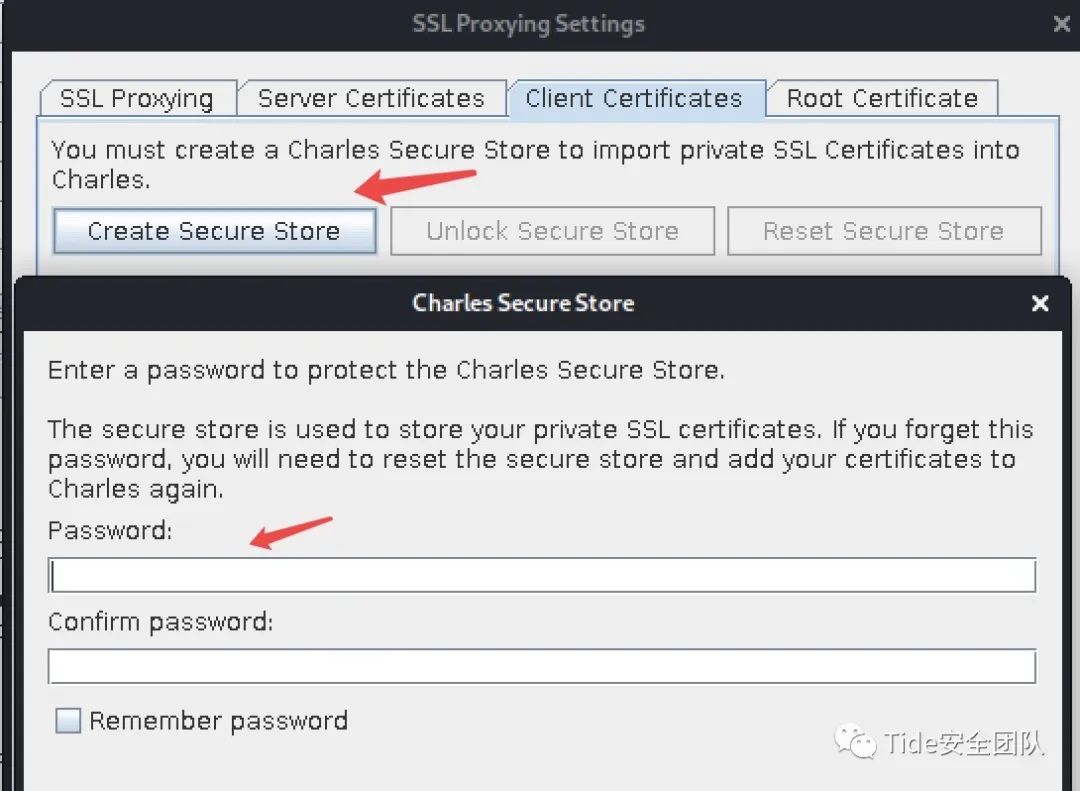 SSL Proxying Settings
SSL Proxying
Server Certificates
Client Certificates
Root Certificate
You must create a Charles Secure Store to import private SSL Certificates into
Charles.
Create Secure Store
Unlock Secure Store
Reset Secure Store
Charles Secure Store
Enter a password to protect the Charles Secure Store.
The secure store is used to store your private SSL certificates. If you forget this
password, you will need to reset the secure store and add your certificates to
Charles again.
Password:
Confirm password:
Remember password
Tide安全团队